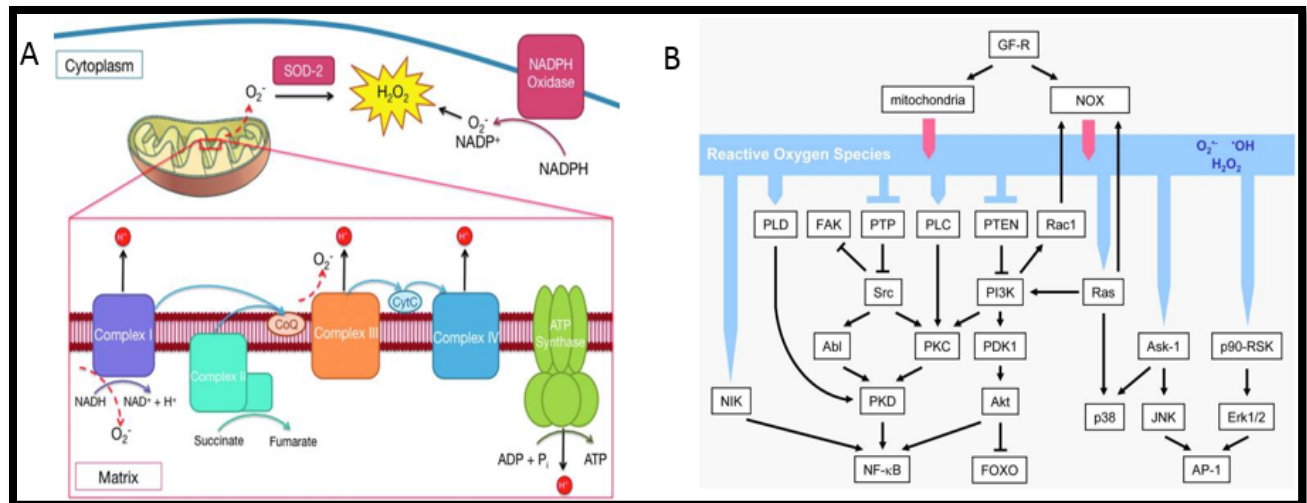 A
Cytoplasm
SOD-2
NADPH
Oxidase
O₂⁻
H₂O₂
O₂⁻
NADP⁺
NADPH
H⁺
H⁺
H⁺
O₂⁻
CytC
CoQ
Complex I
Complex III
Complex IV
ATP
Synthase
Complex II
NADH
NAD⁺ + H⁺
O₂⁻
Succinate
Fumarate
ADP + Pᵢ
ATP
Matrix
H⁺
B
GF-R
mitochondria
NOX
Reactive Oxygen Species
O₂•⁻ •OH
H₂O₂
PLD
FAK
PTP
PLC
PTEN
Rac1
Src
PI3K
Ras
Abl
PKC
PDK1
Ask-1
p90-RSK
NIK
PKD
Akt
p38
JNK
Erk1/2
NF-κB
FOXO
AP-1